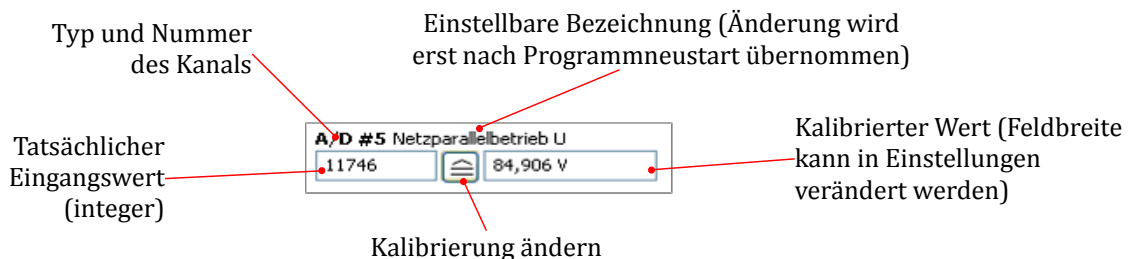 Typ und Nummer
des Kanals
Einstellbare Bezeichnung (Änderung wird
erst nach Programmneustart übernommen)
Tatsächlicher
Eingangswert
(integer)
A/D #5 Netzparallelbetrieb U
11746
84,906 V
Kalibrierter Wert (Feldbreite
kann in Einstellungen
verändert werden)
Kalibrierung ändern